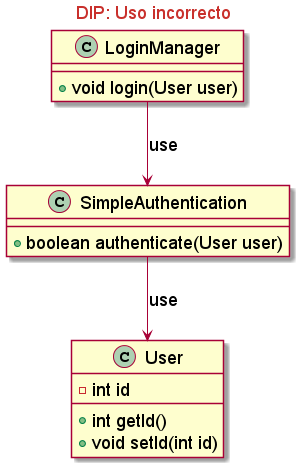 DIP: Uso incorrecto
C LoginManager
void login(User user)
use
C SimpleAuthentication
boolean authenticate(User user)
use
C User
int id
int getId()
void setId(int id)